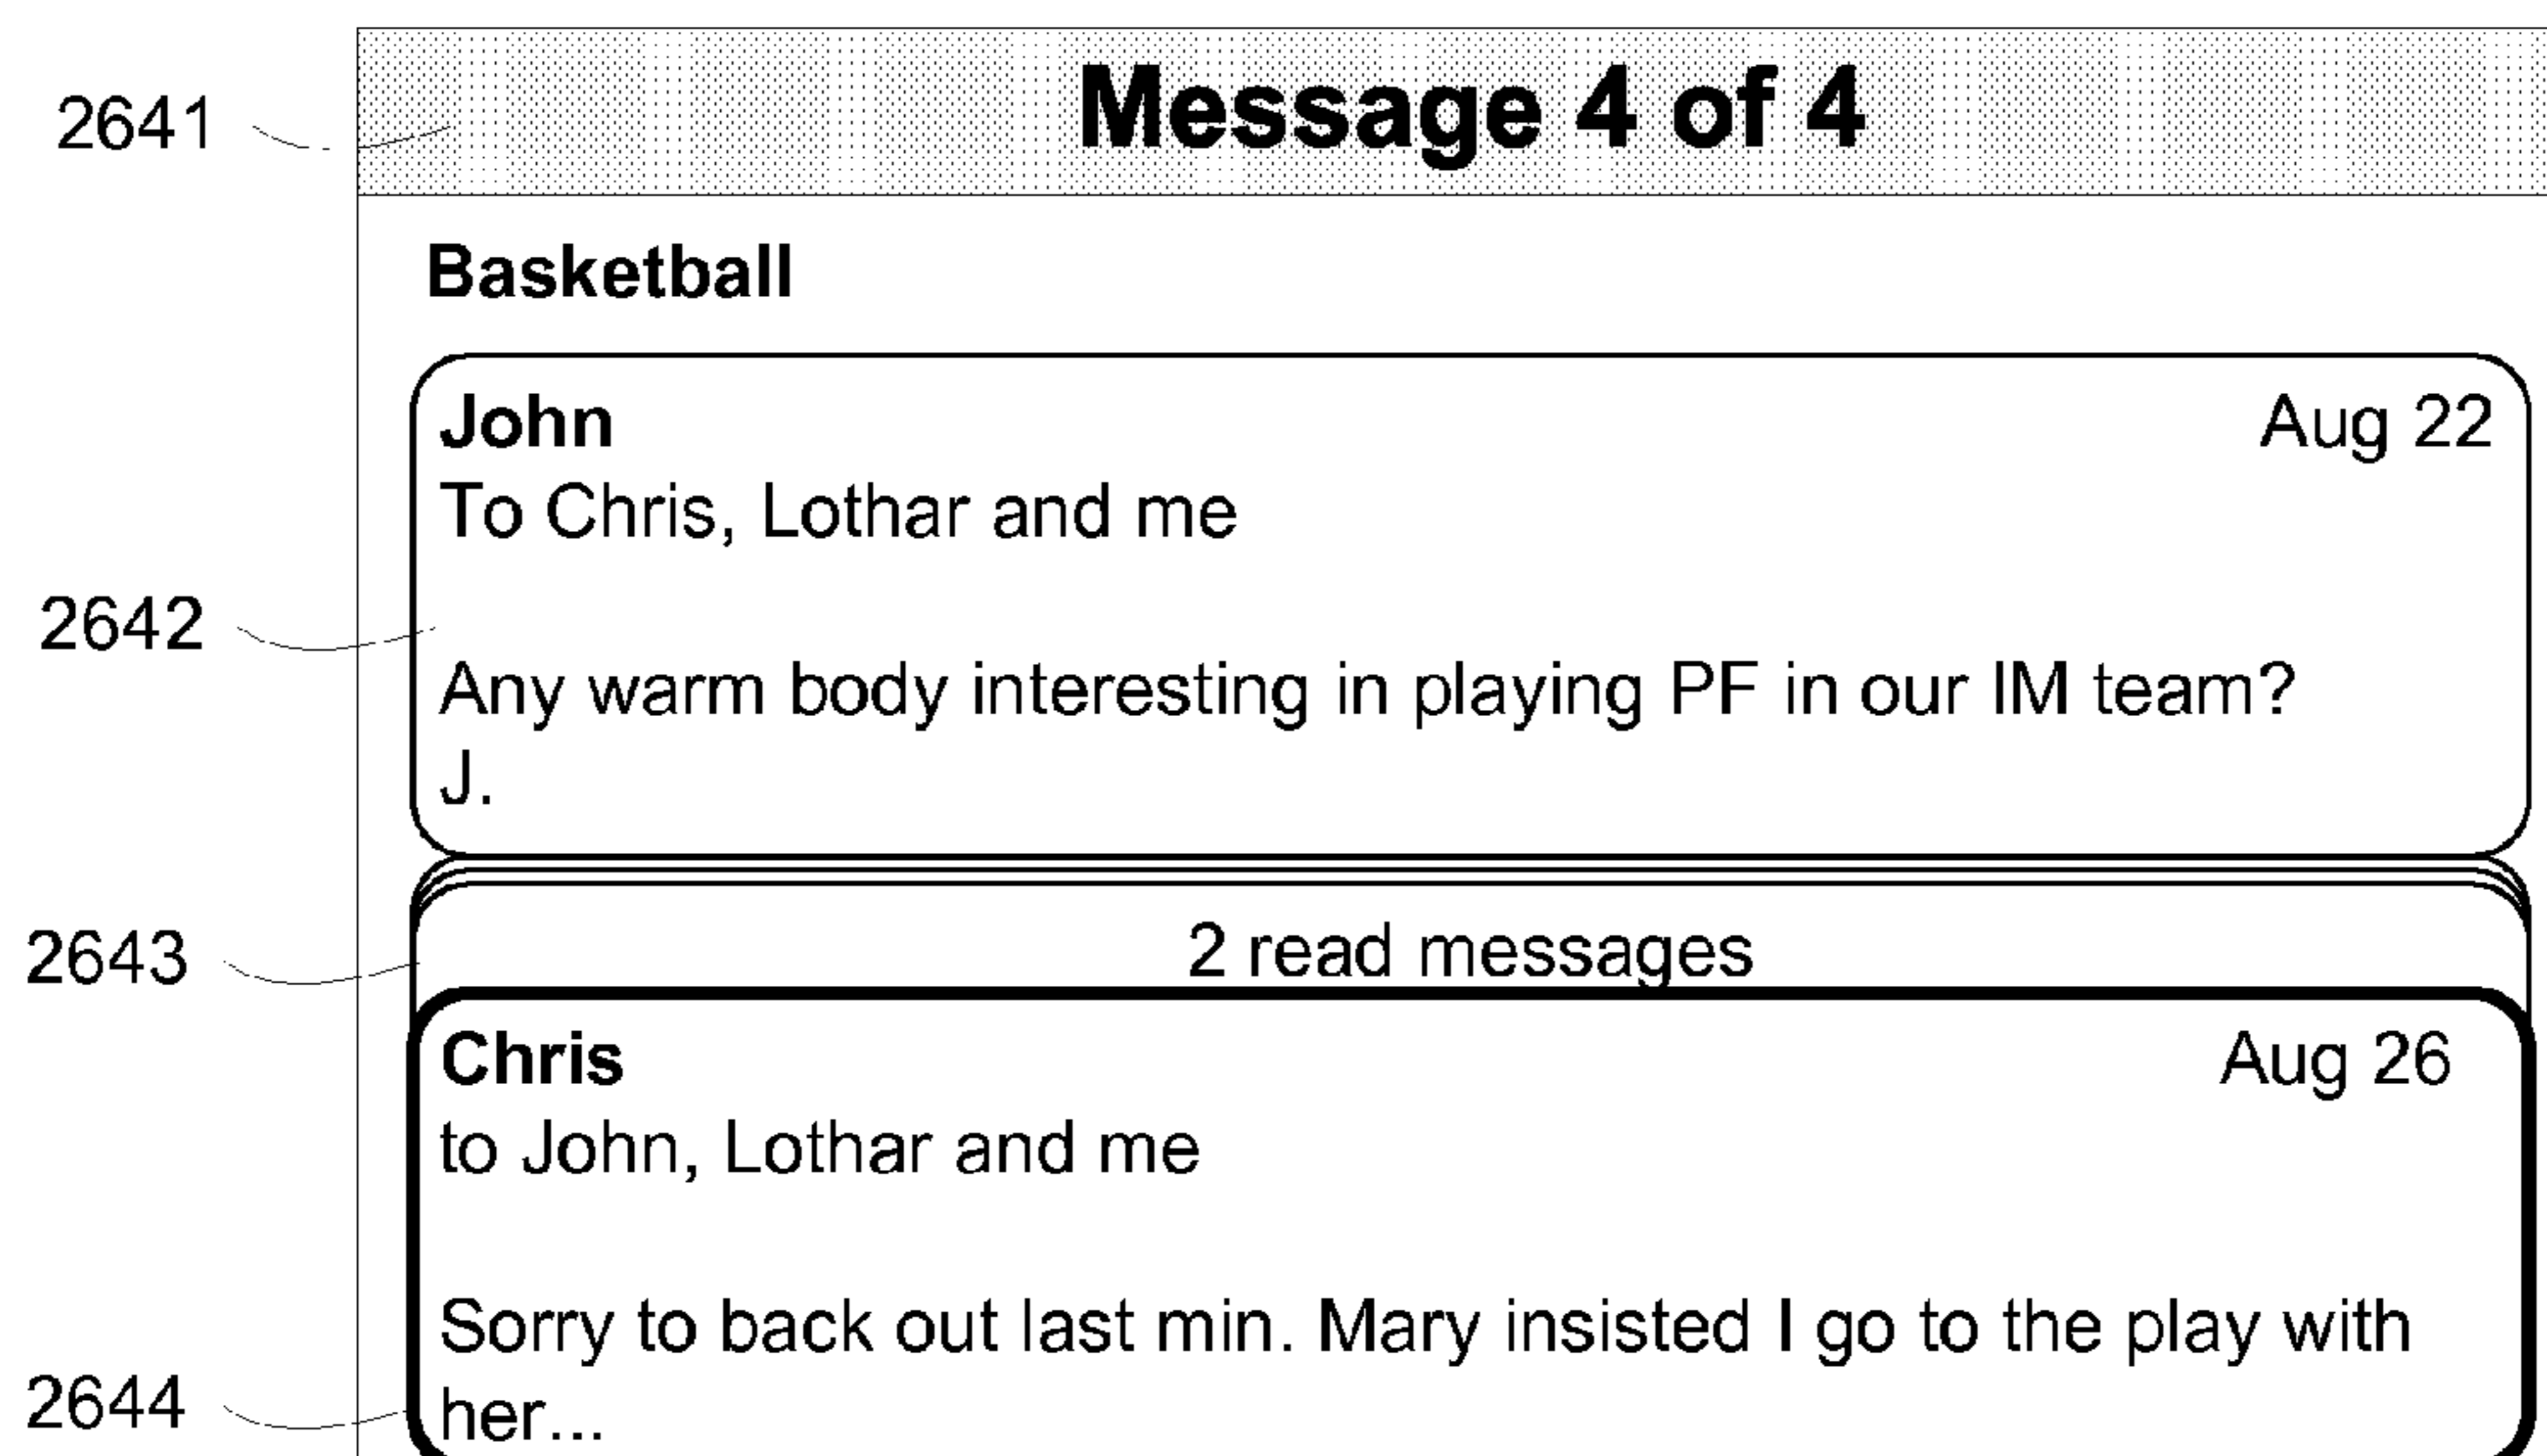 2641
Message 4 of 4
Basketball
John Aug 22
To Chris, Lothar and me
2642
Any warm body interesting in playing PF in our IM team?
J.
2643
2 read messages
Chris Aug 26
to John, Lothar and me
Sorry to back out last min. Mary insisted I go to the play with
2644
her...